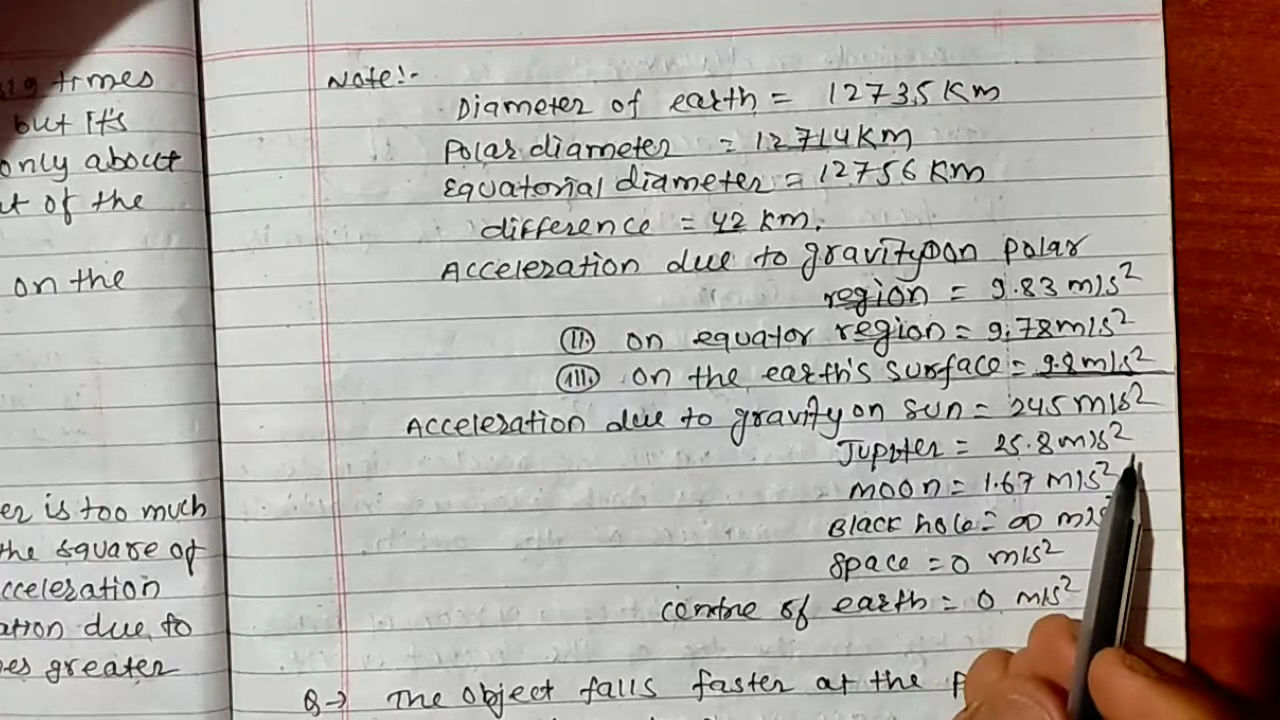 times
but It's
only about
of the
on the
er is too much
the square of
cceleration
ation due to
es greater
Note:-
Diameter of earth = 12735 Km
Polar diameter = 12714 Km
Equatorial diameter = 12756 Km
difference = 42 Km.
Acceleration due to gravity on polar
region = 9.83 m/s²
(II.) on equator region = 9.78 m/s²
(III.) on the earth's surface = 9.8 m/s²
Acceleration due to gravity on sun = 245 m/s²
Jupiter = 25.8 m/s²
moon = 1.67 m/s²
Black hole = ∞ m/s
space = 0 m/s²
centre of earth = 0 m/s²
Q→ The object falls faster at the